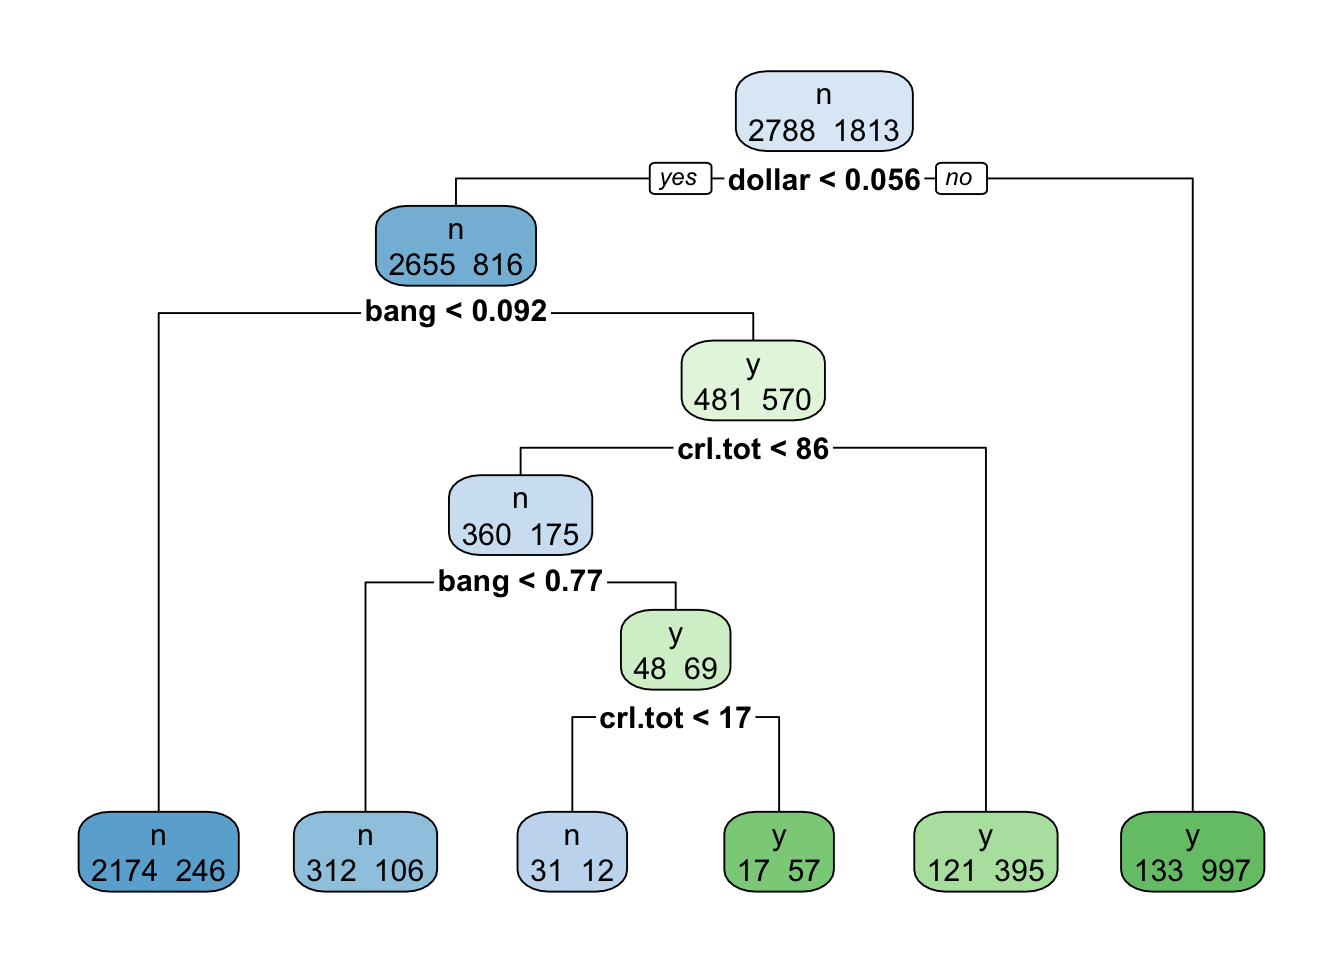 n
2788 1813
yes dollar < 0.056 no
n
2655 816
bang < 0.092
y
481 570
crl.tot < 86
n
360 175
bang < 0.77
y
48 69
crl.tot < 17
n
2174 246
n
312 106
n
31 12
y
17 57
y
121 395
y
133 997